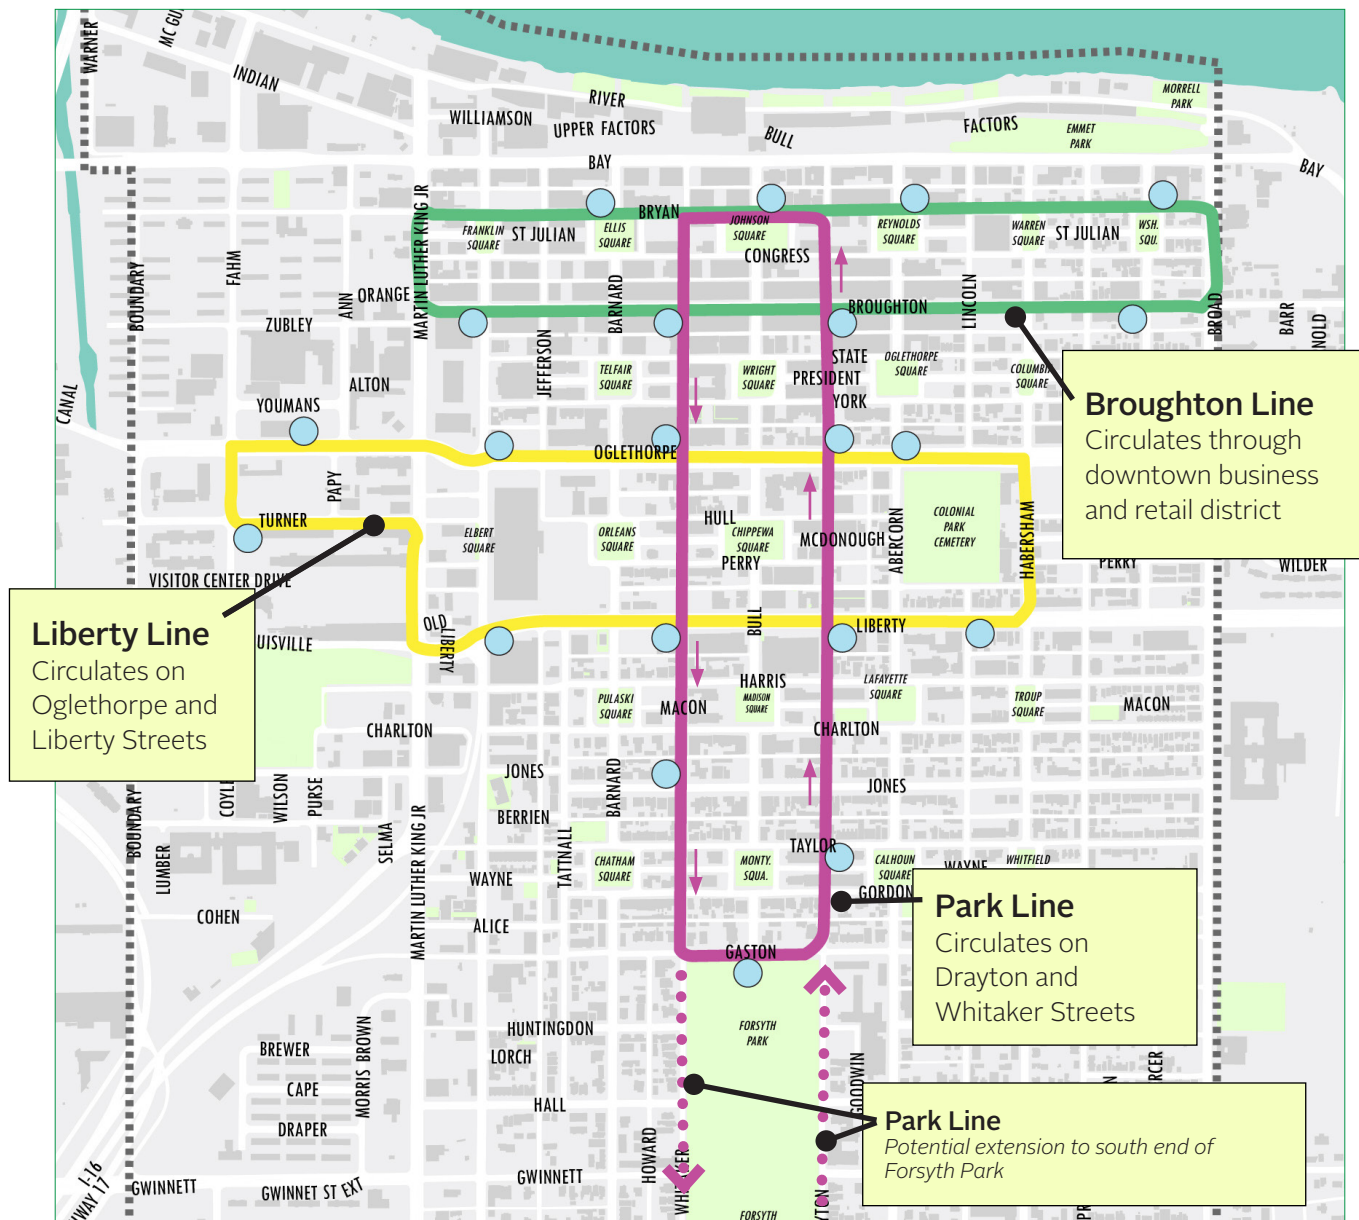 WARNER
INDIAN
WILLIAMSON
RIVER
UPPER FACTORS
BULL
FACTORS
MORRELL
PARK
EMMET
PARK
BAY
BAY
MARTIN LUTHER KING JR
BRYAN
FRANKLIN
SQUARE
ST JULIAN
ELLIS
SQUARE
JOHNSON
SQUARE
REYNOLDS
SQUARE
WARREN
SQUARE
ST JULIAN
WSH.
SQU.
CONGRESS
FAHM
BOUNDARY
ANN
ORANGE
BARNARD
BROUGHTON
LINCOLN
BROAD
BARR
ZUBLEY
JEFFERSON
ALTON
TELFAIR
SQUARE
WRIGHT
SQUARE
STATE
PRESIDENT
YORK
OGLETHORPE
SQUARE
SQUARE
CANAL
YOUMANS
Broughton Line
Circulates through
downtown business
and retail district
OGLETHORPE
PAPY
TURNER
ELBERT
SQUARE
ORLEANS
SQUARE
HULL
CHIPPEWA
SQUARE
PERRY
MCDONOUGH
ABERCORN
COLONIAL
PARK
CEMETERY
HABERSHAM
PERRY
WILDER
VISITOR CENTER DRIVE
Liberty Line
Circulates on
Oglethorpe and
Liberty Streets
UISVILLE
OLD
LIBERTY
BULL
LIBERTY
HARRIS
LAFAYETTE
SQUARE
PULASKI
SQUARE
MACON
MADISON
SQUARE
TROUP
SQUARE
MACON
CHARLTON
CHARLTON
JONES
BARNARD
JONES
BOUNDARY
WILSON
PURSE
BERRIEN
SELMA
MARTIN LUTHER KING JR
TATTNALL
TAYLOR
LUMBER
CHATHAM
SQUARE
MONTY.
SQUA.
CALHOUN
SQUARE
WAYNE
WHITFIELD
WAYNE
GORDON
COHEN
ALICE
GASTON
Park Line
Circulates on
Drayton and
Whitaker Streets
FORSYTH
PARK
HUNTINGDON
LORCH
BREWER
MORRIS BROWN
CAPE
DRAPER
HALL
GOODWIN
RCER
Park Line
Potential extension to south end of
Forsyth Park
HOWARD
I-16
GWINNETT
GWINNET ST EXT
GWINNETT
FORSYTH